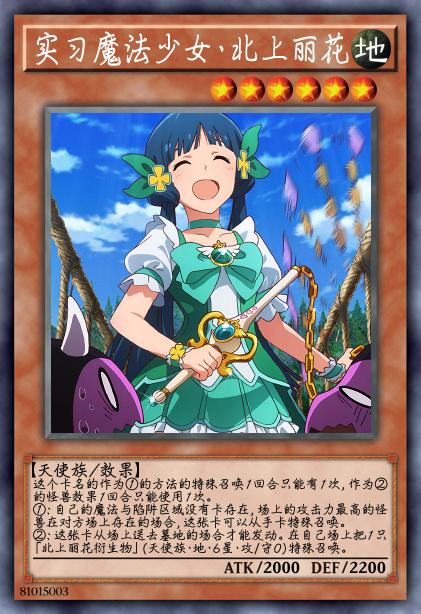 实习魔法少女·北上丽花 地
【天使族/效果】
这个卡名的作为①的方法的特殊召唤1回合只能有1次,作为②
的怪兽效果1回合只能使用1次。
①:自己的魔法与陷阱区域没有卡存在,场上的攻击力最高的怪
兽在对方场上存在的场合,这张卡可以从手卡特殊召唤。
②:这张卡从场上送去墓地的场合才能发动。在自己场上把1只
「北上丽花衍生物」(天使族·地·6星·攻/守0)特殊召唤。
ATK/2000 DEF/2200
81015003